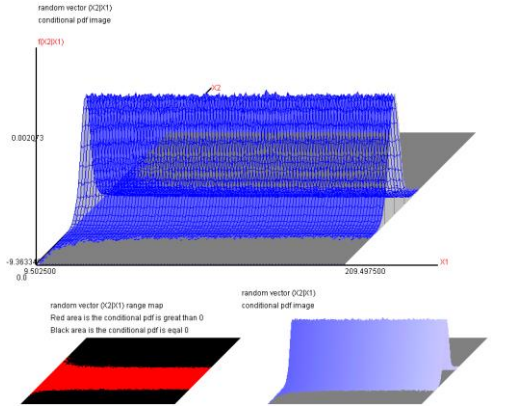 random vector (X2|X1)
conditional pdf image
f(X2|X1)
X2
0.002073
-9.38334
9.502500
209.497500
X1
0.0
random vector (X2|X1) range map
Red area is the conditional pdf is great than 0
Black area is the conditional pdf is eqal 0
random vector (X2|X1)
conditional pdf image